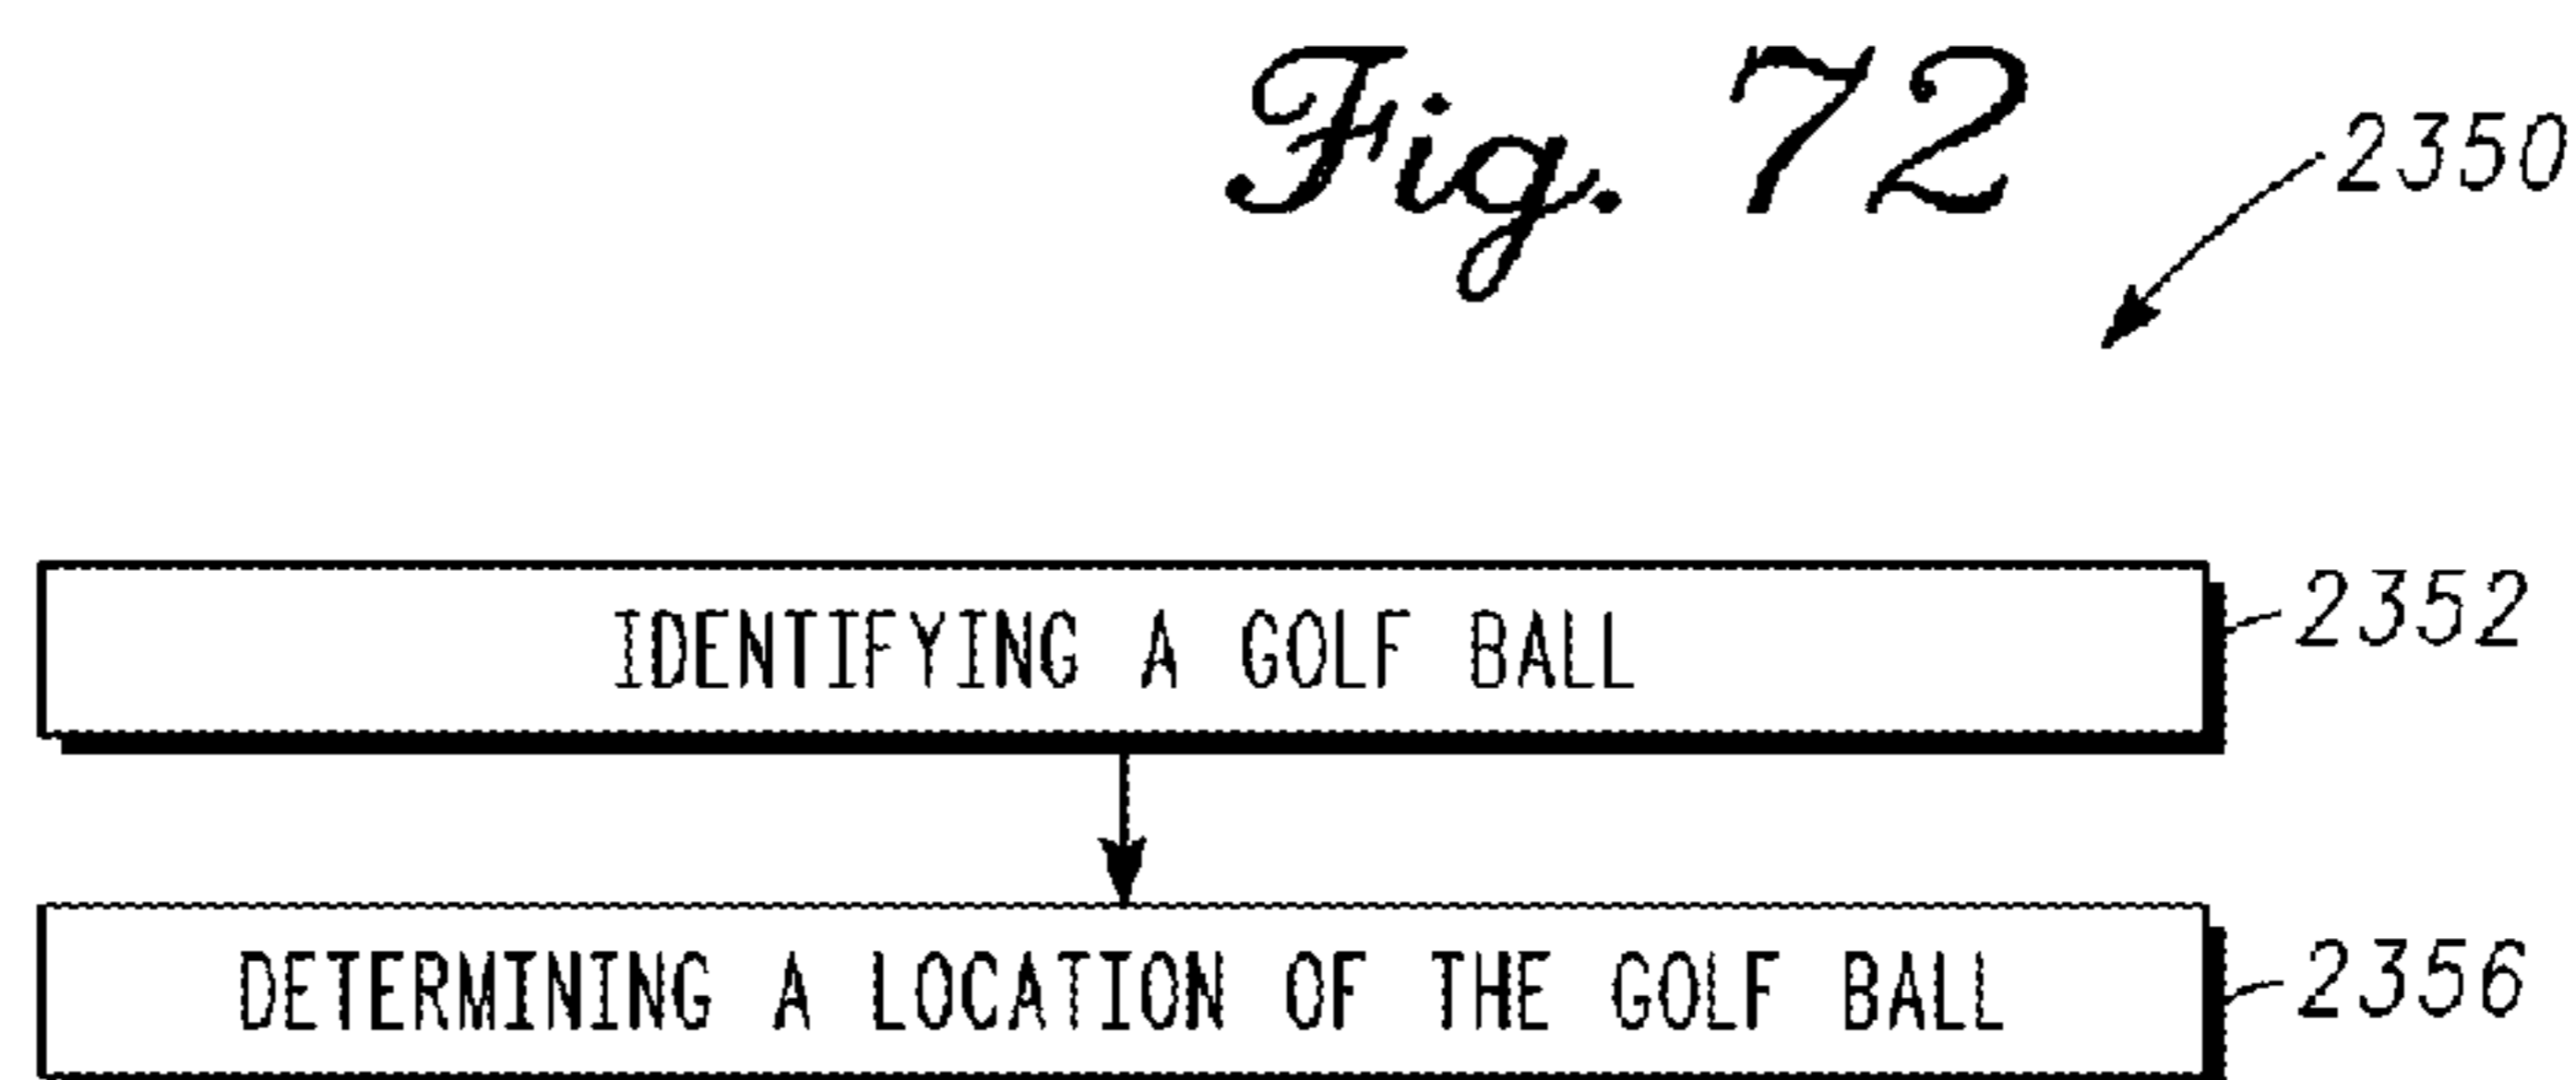 Fig. 72
2350
IDENTIFYING A GOLF BALL
2352
DETERMINING A LOCATION OF THE GOLF BALL
2356